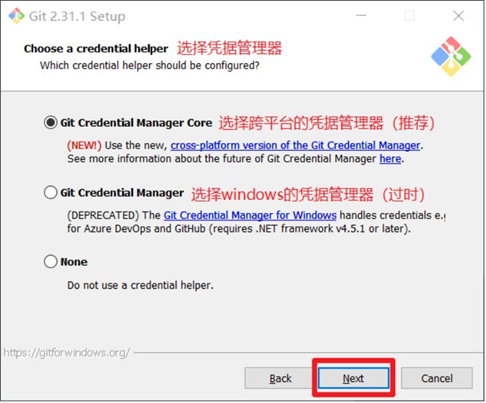 Git 2.31.1 Setup
Choose a credential helper 选择凭据管理器
Which credential helper should be configured?
Git Credential Manager Core 选择跨平台的凭据管理器（推荐）
(NEW!) Use the new, cross-platform version of the Git Credential Manager.
See more information about the future of Git Credential Manager here.
Git Credential Manager 选择windows的凭据管理器（过时）
(DEPRECATED) The Git Credential Manager for Windows handles credentials e.g
for Azure DevOps and GitHub (requires .NET framework v4.5.1 or later).
None
Do not use a credential helper.
https://gitforwindows.org/
Back Next Cancel